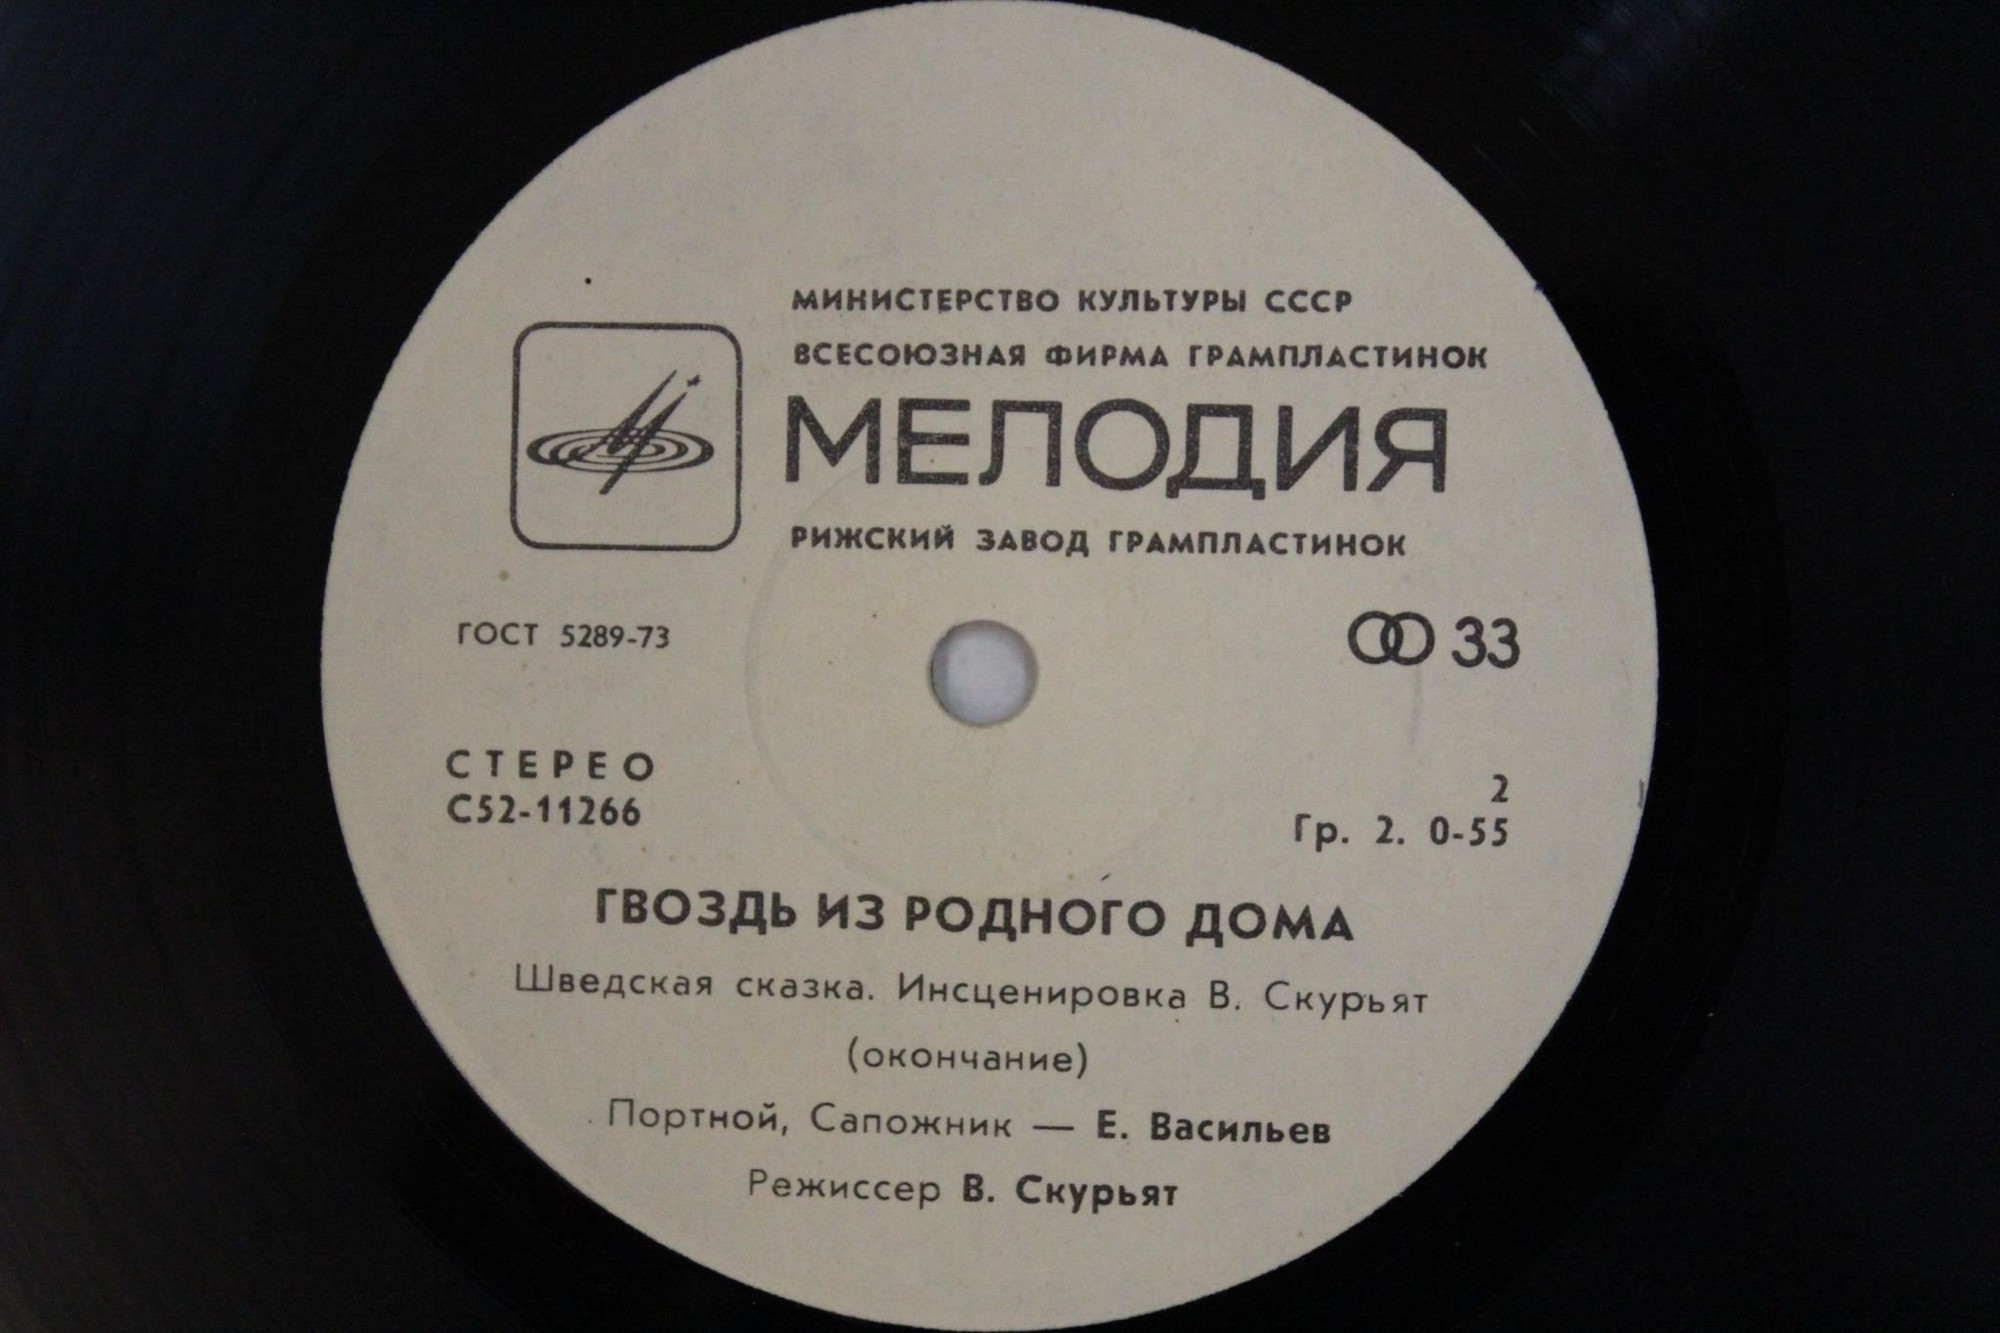 МИНИСТЕРСТВО КУЛЬТУРЫ СССР
ВСЕСОЮЗНАЯ ФИРМА ГРАМПЛАСТИНОК
МЕЛОДИЯ
РИЖСКИЙ ЗАВОД ГРАМПЛАСТИНОК
ГОСТ 5289-73
33
СТЕРЕО
С52-11266
2
Гр. 2. 0-55
ГВОЗДЬ ИЗ РОДНОГО ДОМА
Шведская сказка. Инсценировка В. Скурьят
(окончание)
Портной, Сапожник — Е. Васильев
Режиссер В. Скурьят